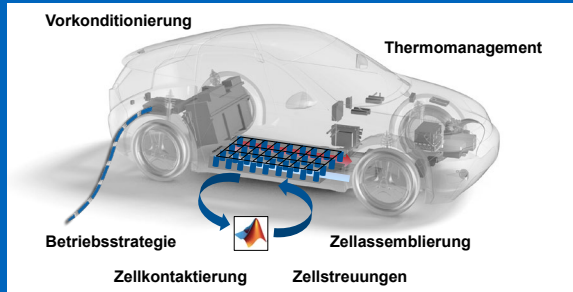 Vorkonditionierung
Thermomanagement
Betriebsstrategie
Zellassemblierung
Zellkontaktierung
Zellstreuungen